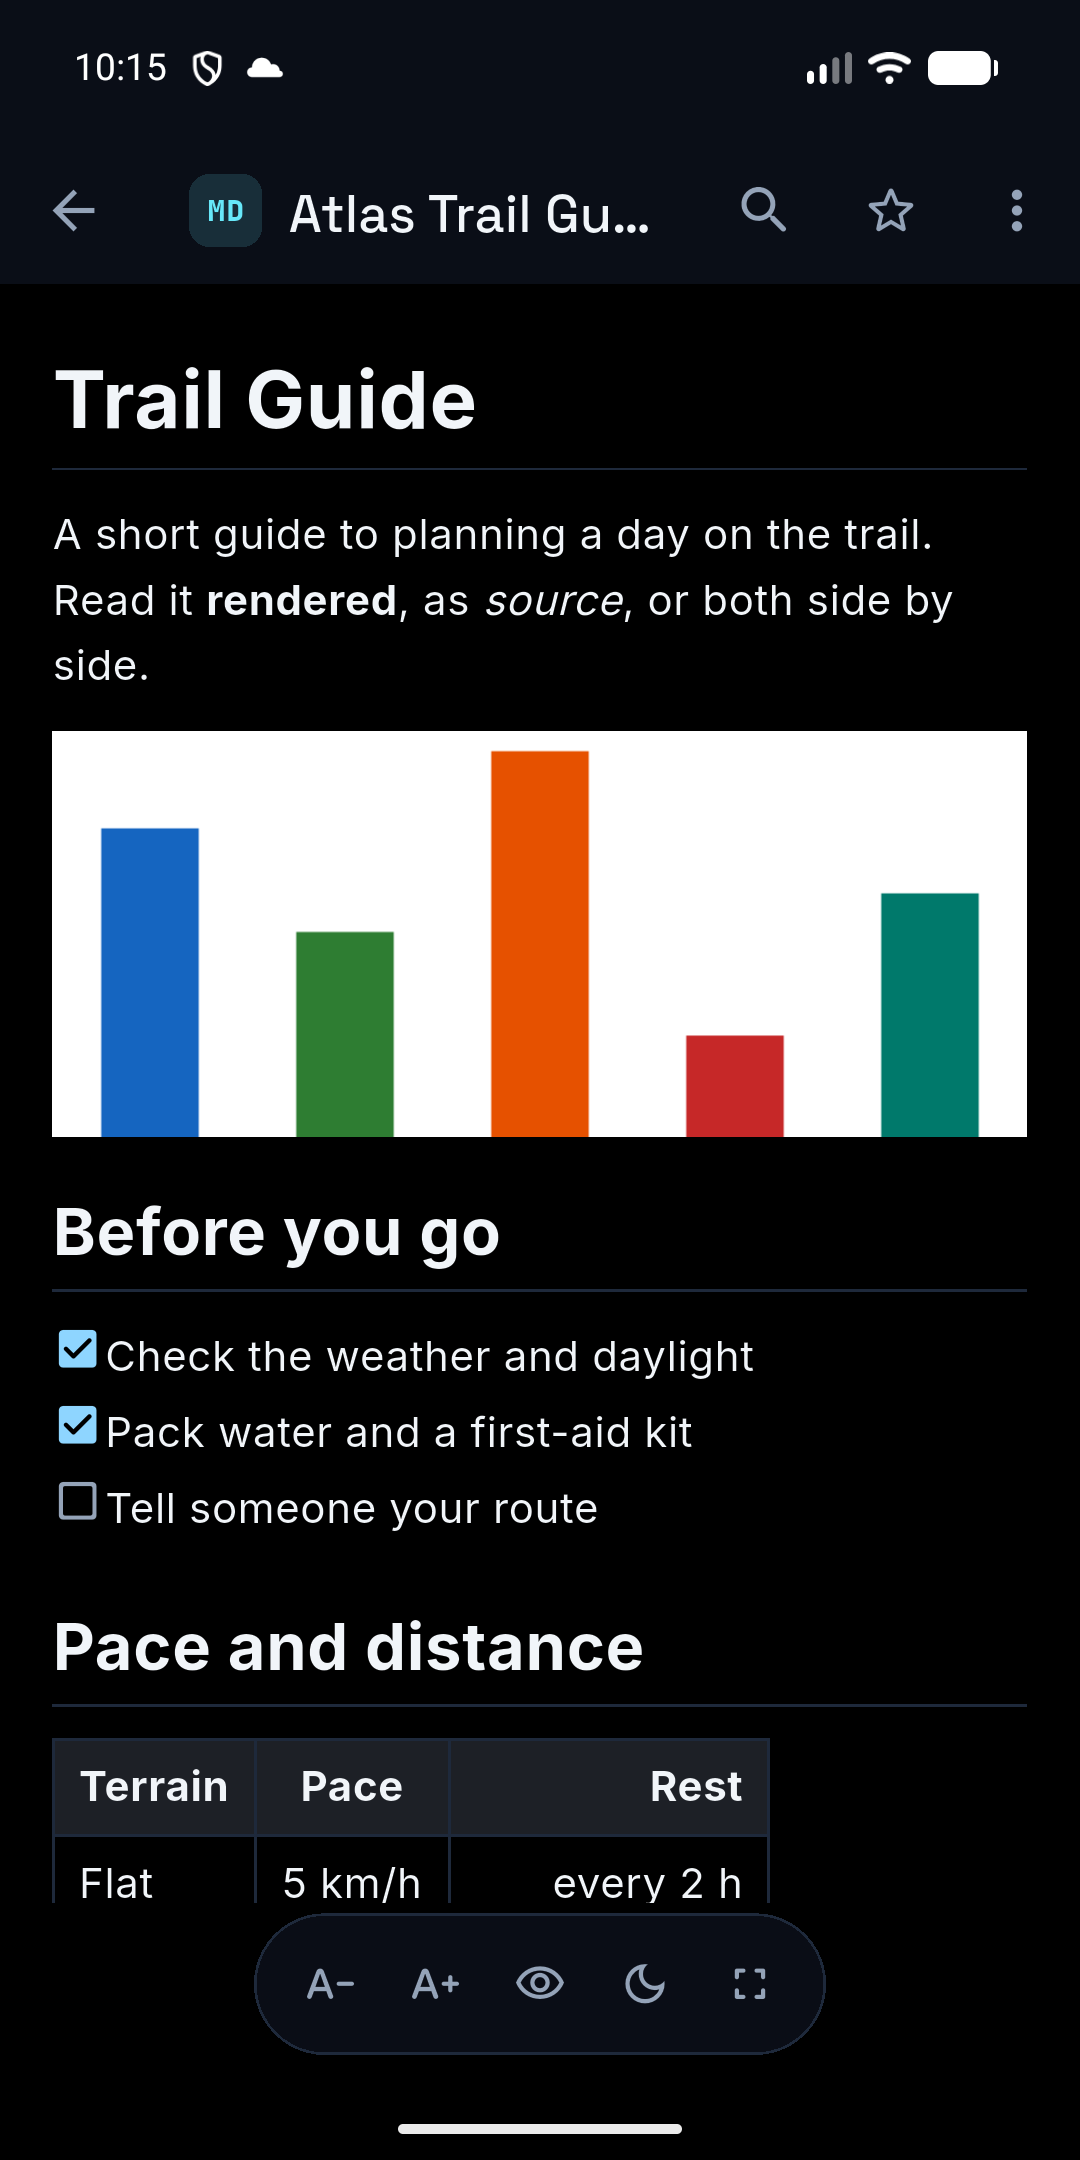 10:15
MD Atlas Trail Gu...
Trail Guide
A short guide to planning a day on the trail.
Read it rendered, as source, or both side by
side.
Before you go
Check the weather and daylight
Pack water and a first-aid kit
Tell someone your route
Pace and distance
Terrain Pace Rest
Flat 5 km/h every 2 h
A− A+